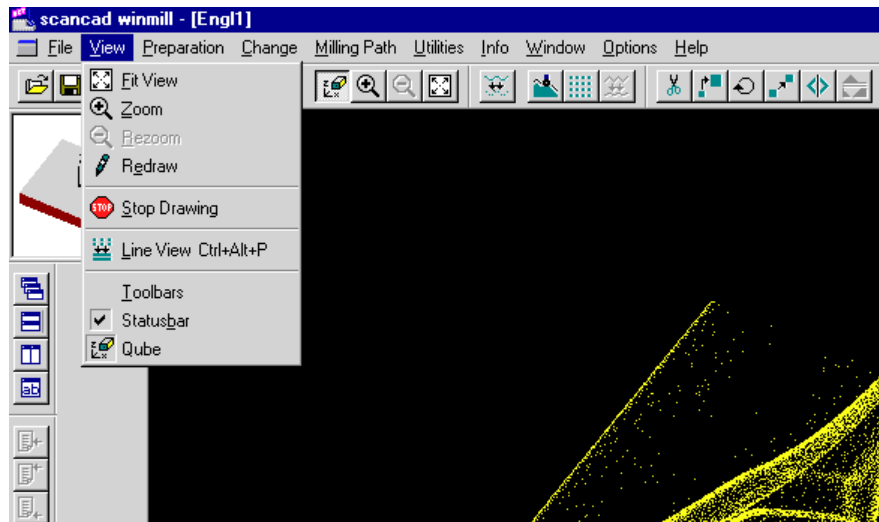 scancad winmill - [Engl1]
File View Preparation Change Milling Path Utilities Info Window Options Help
Fit View
Zoom
Rezoom
Redraw
STOP Stop Drawing
Line View Ctrl+Alt+P
Toolbars
Statusbar
Qube